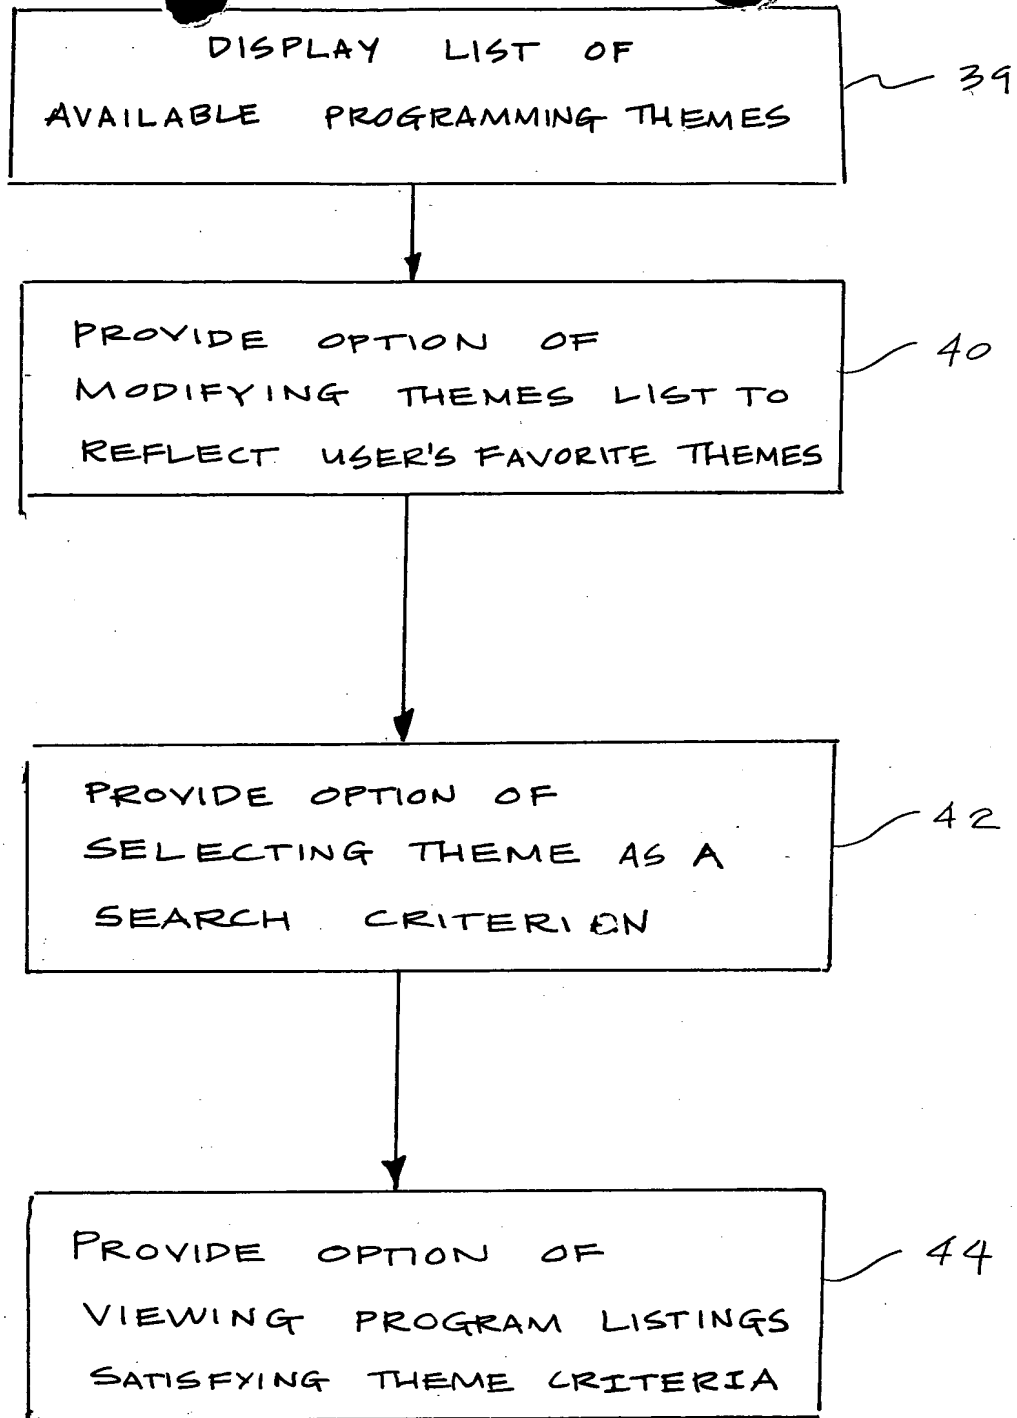 DISPLAY LIST OF
AVAILABLE PROGRAMMING THEMES
39
PROVIDE OPTION OF
MODIFYING THEMES LIST TO
REFLECT USER'S FAVORITE THEMES
40
PROVIDE OPTION OF
SELECTING THEME AS A
SEARCH CRITERION
42
PROVIDE OPTION OF
VIEWING PROGRAM LISTINGS
SATISFYING THEME CRITERIA
44